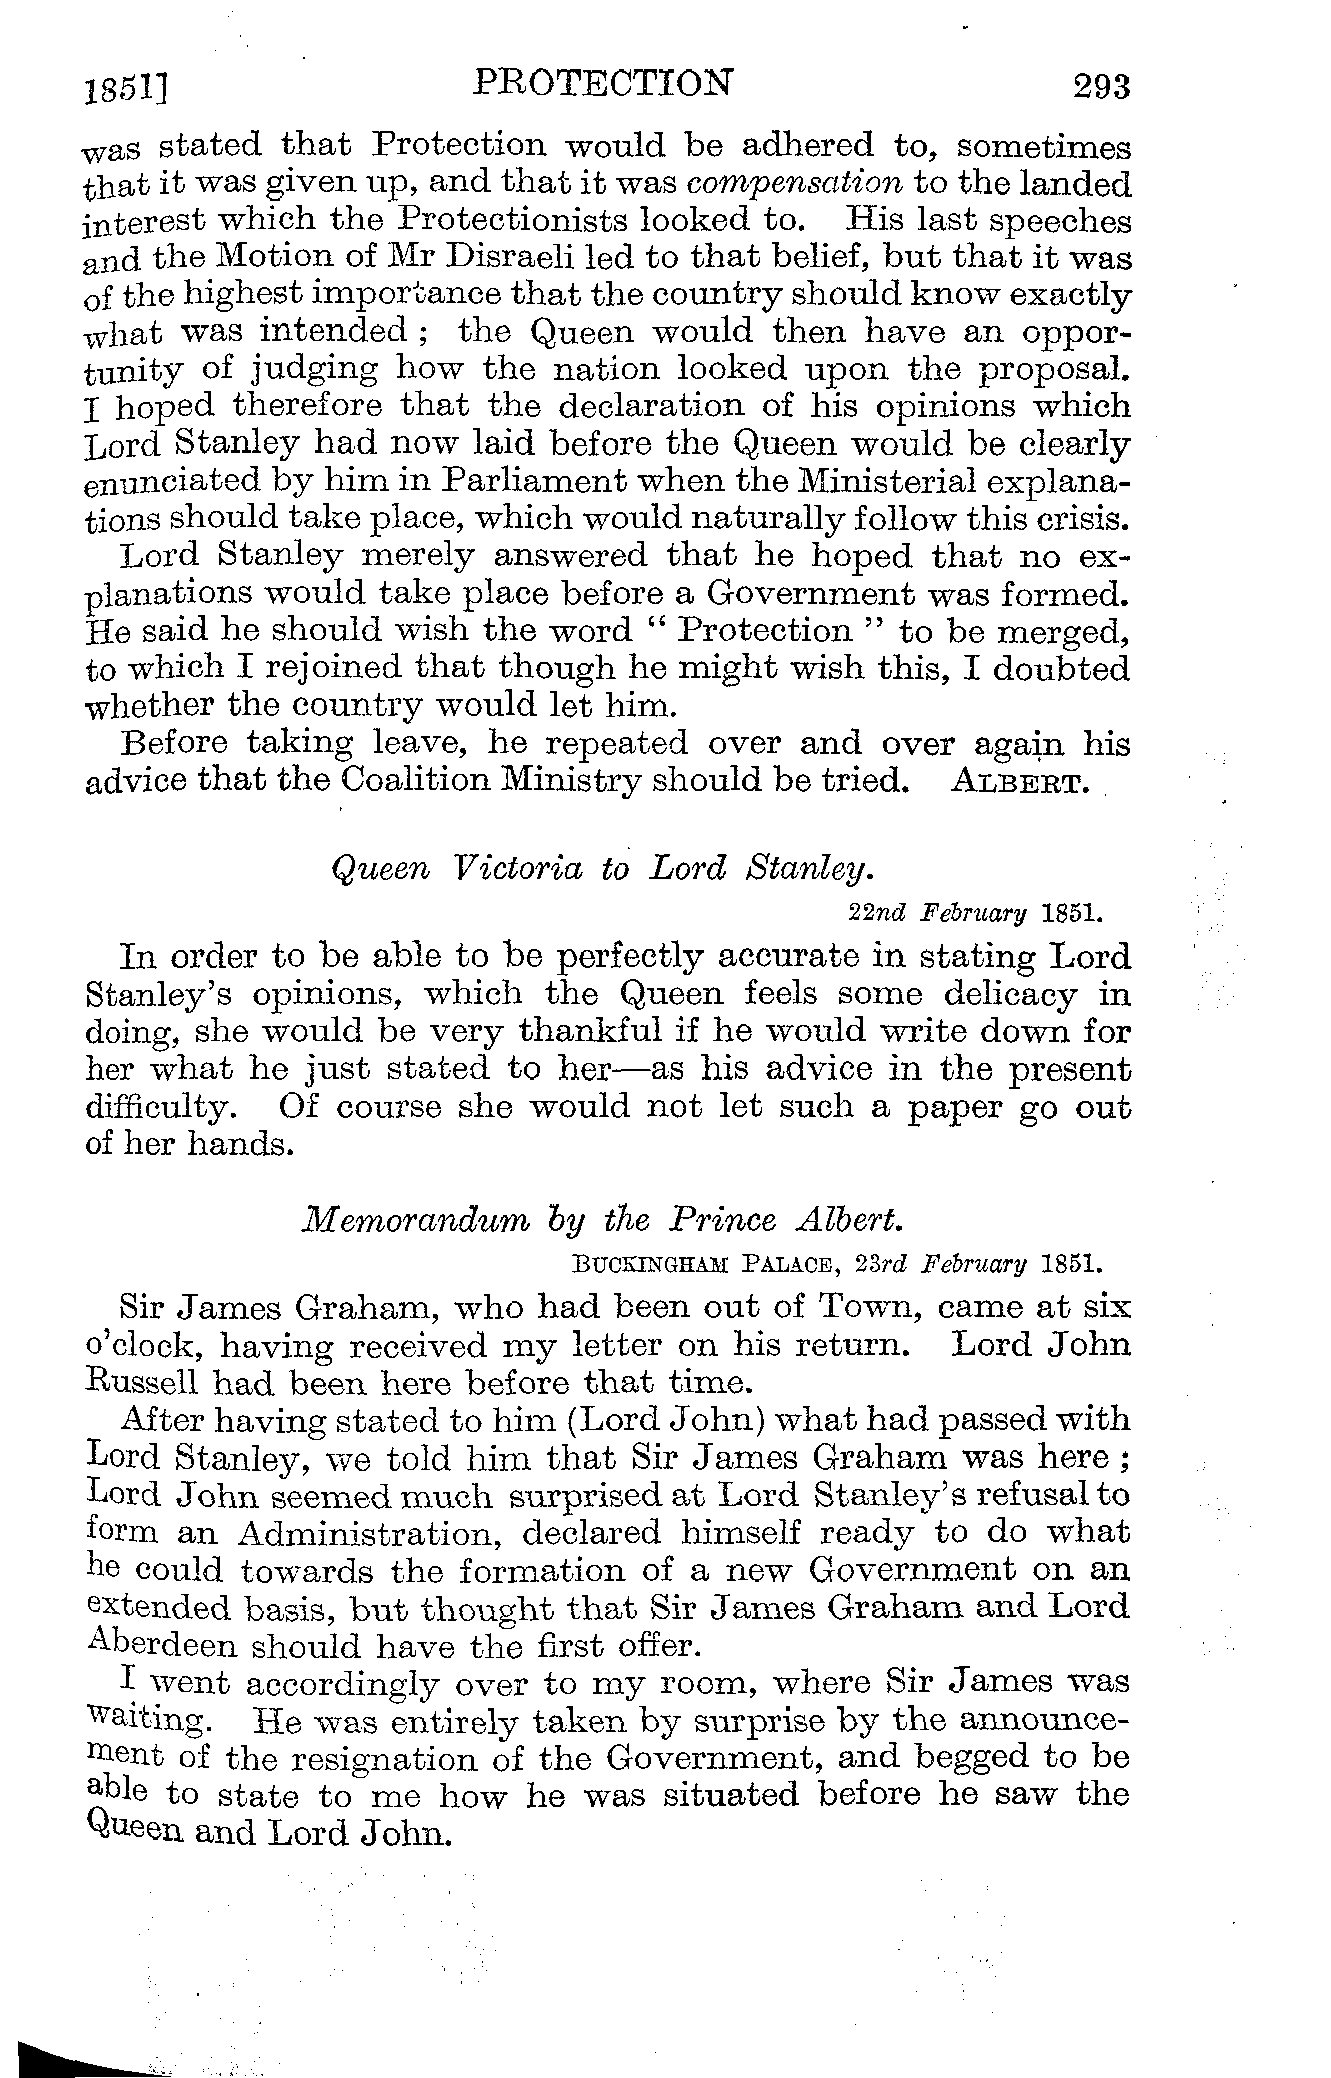 1851] PROTECTION 293
was stated that Protection would be adhered to, sometimes
that it was given up, and that it was compensation to the landed
interest which the Protectionists looked to. His last speeches
and the Motion of Mr Disraeli led to that belief, but that it was
of the highest importance that the country should know exactly
what was intended ; the Queen would then have an oppor-
tunity of judging how the nation looked upon the proposal.
I hoped therefore that the declaration of his opinions which
Lord Stanley had now laid before the Queen would be clearly
enunciated by him in Parliament when the Ministerial explana-
tions should take place, which would naturally follow this crisis.
Lord Stanley merely answered that he hoped that no ex-
planations would take place before a Government was formed.
He said he should wish the word “ Protection ” to be merged,
to which I rejoined that though he might wish this, I doubted
whether the country would let him.
Before taking leave, he repeated over and over again his
advice that the Coalition Ministry should be tried. ALBERT.
Queen Victoria to Lord Stanley.
22nd February 1851.
In order to be able to be perfectly accurate in stating Lord
Stanley’s opinions, which the Queen feels some delicacy in
doing, she would be very thankful if he would write down for
her what he just stated to her—as his advice in the present
difficulty. Of course she would not let such a paper go out
of her hands.
Memorandum by the Prince Albert.
BUCKINGHAM PALACE, 23rd February 1851.
Sir James Graham, who had been out of Town, came at six
o’clock, having received my letter on his return. Lord John
Russell had been here before that time.
After having stated to him (Lord John) what had passed with
Lord Stanley, we told him that Sir James Graham was here ;
Lord John seemed much surprised at Lord Stanley’s refusal to
form an Administration, declared himself ready to do what
he could towards the formation of a new Government on an
extended basis, but thought that Sir James Graham and Lord
Aberdeen should have the first offer.
I went accordingly over to my room, where Sir James was
waiting. He was entirely taken by surprise by the announce-
ment of the resignation of the Government, and begged to be
able to state to me how he was situated before he saw the
Queen and Lord John.